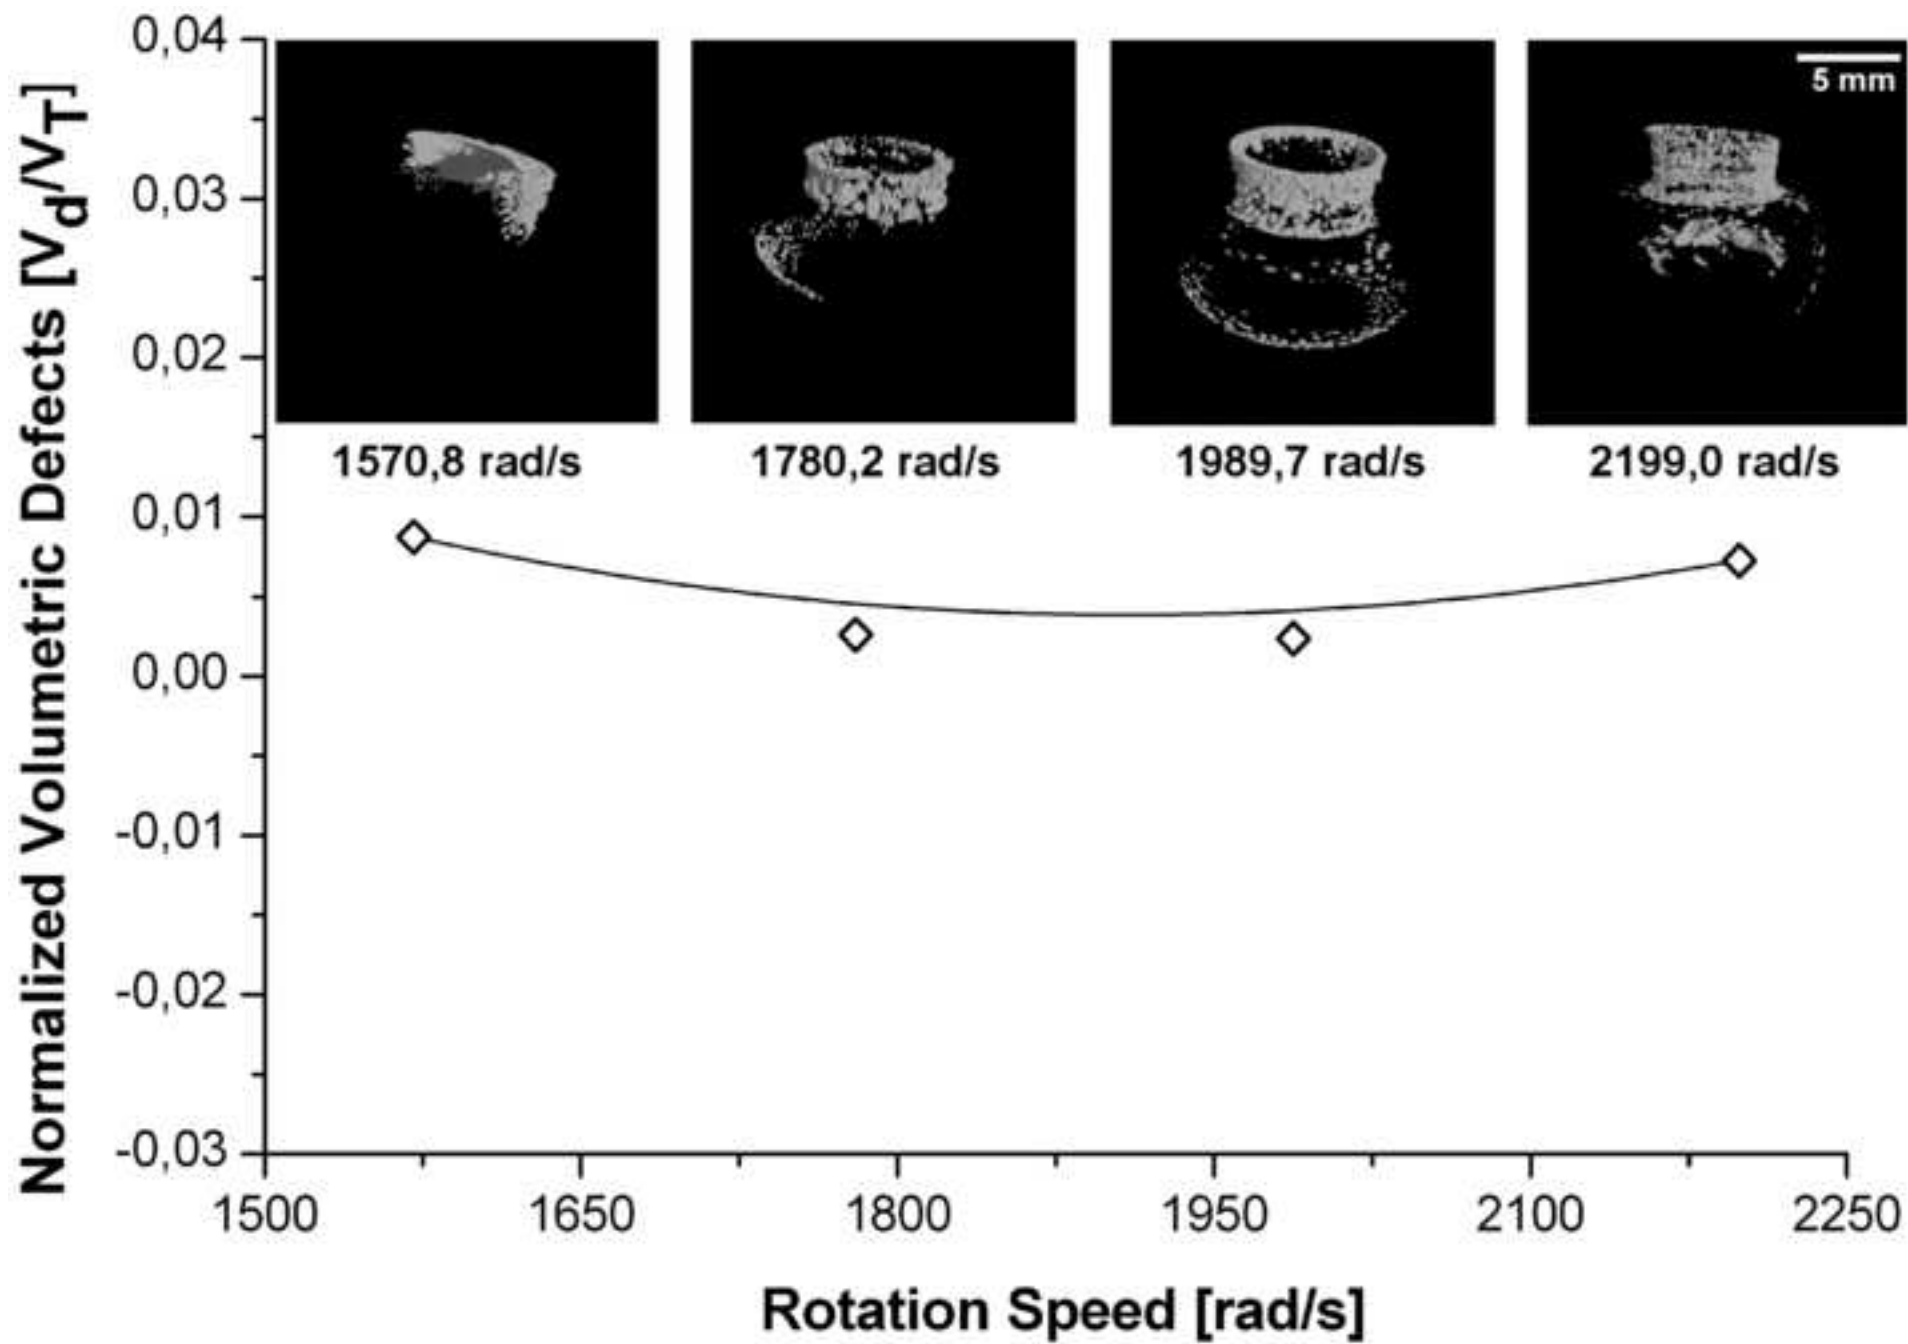 Normalized Volumetric Defects [Vd/VT]
0,04
0,03
0,02
0,01
0,00
-0,01
-0,02
-0,03
5 mm
1570,8 rad/s
1780,2 rad/s
1989,7 rad/s
2199,0 rad/s
1500
1650
1800
1950
2100
2250
Rotation Speed [rad/s]